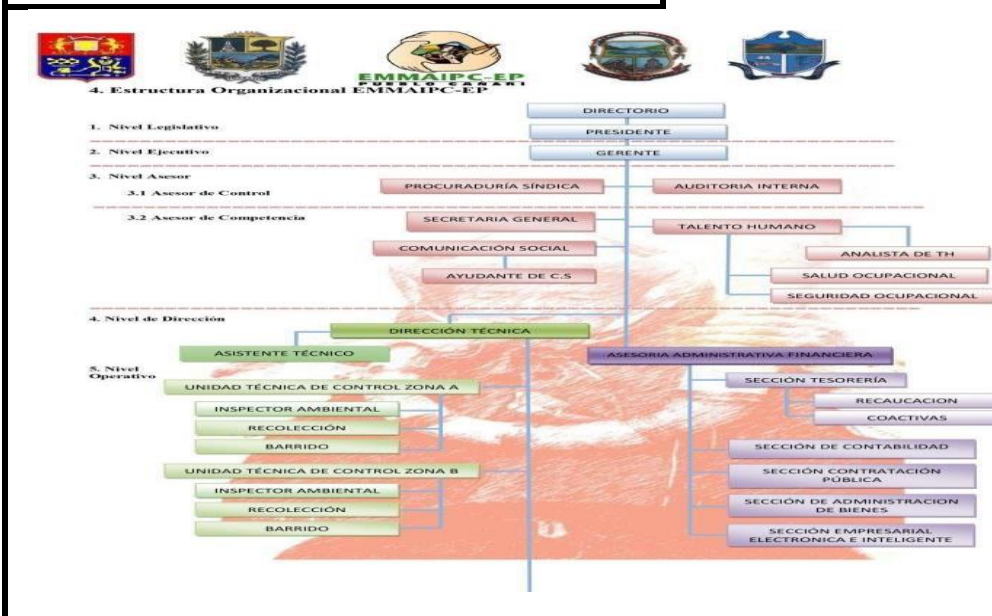 EMMAIPC-EP
PUEBLO CAÑARI
4. Estructura Organizacional EMMAIPC-EP
DIRECTORIO
1. Nivel Legislativo
PRESIDENTE
2. Nivel Ejecutivo
GERENTE
3. Nivel Asesor
3.1 Asesor de Control
PROCURADURÍA SÍNDICA
AUDITORIA INTERNA
3.2 Asesor de Competencia
SECRETARIA GENERAL
TALENTO HUMANO
COMUNICACIÓN SOCIAL
ANALISTA DE TH
AYUDANTE DE C.S
SALUD OCUPACIONAL
SEGURIDAD OCUPACIONAL
4. Nivel de Dirección
DIRECCIÓN TÉCNICA
ASISTENTE TÉCNICO
ASESORIA ADMINISTRATIVA FINANCIERA
5. Nivel
Operativo
UNIDAD TÉCNICA DE CONTROL ZONA A
INSPECTOR AMBIENTAL
RECOLECCIÓN
BARRIDO
UNIDAD TÉCNICA DE CONTROL ZONA B
INSPECTOR AMBIENTAL
RECOLECCIÓN
BARRIDO
SECCIÓN TESORERÍA
RECAUCACION
COACTIVAS
SECCIÓN DE CONTABILIDAD
SECCIÓN CONTRATACIÓN
PÚBLICA
SECCIÓN DE ADMINISTRACION
DE BIENES
SECCIÓN EMPRESARIAL
ELECTRONICA E INTELIGENTE